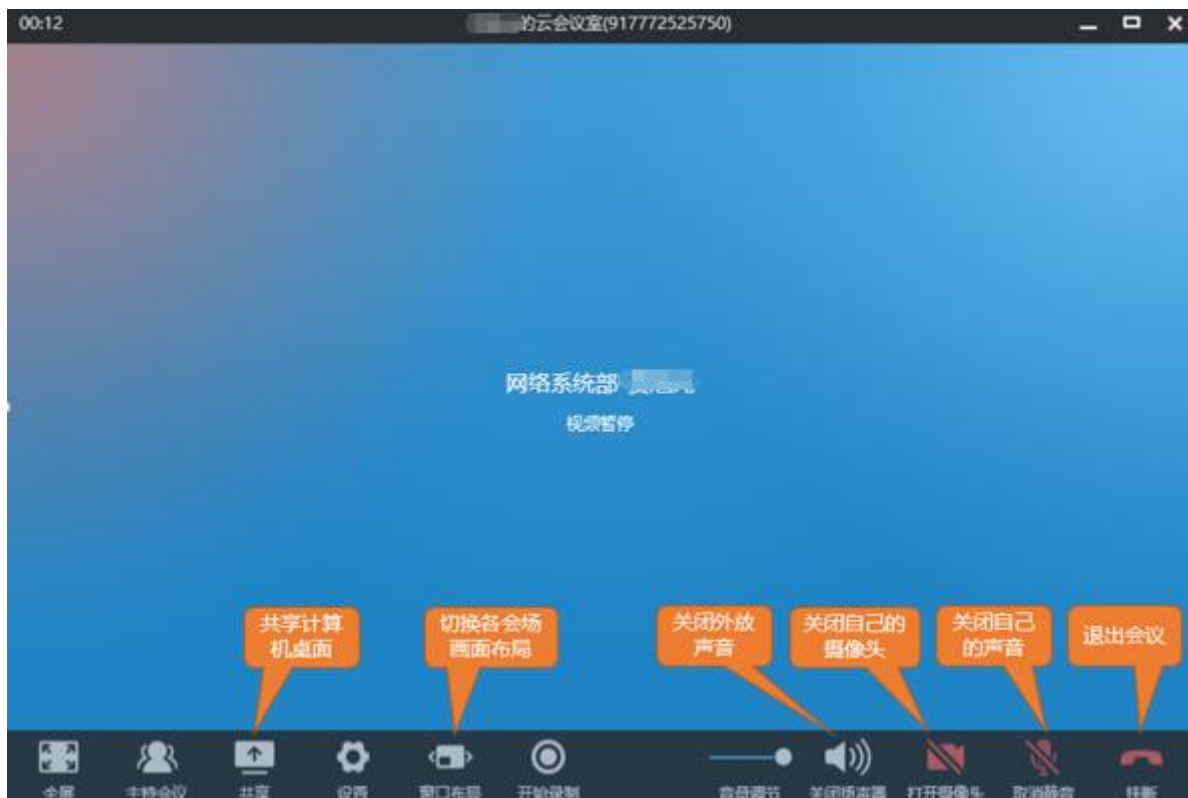 00:12
的云会议室(917772525750)
网络系统部
视频暂停
共享计算
机桌面
切换各会场
画面布局
关闭外放
声音
关闭自己的
摄像头
关闭自己
的声音
退出会议
全屏
主持会议
共享
设置
窗口布局
开始录制
音量调节
关闭扬声器
打开摄像头
取消静音
挂断